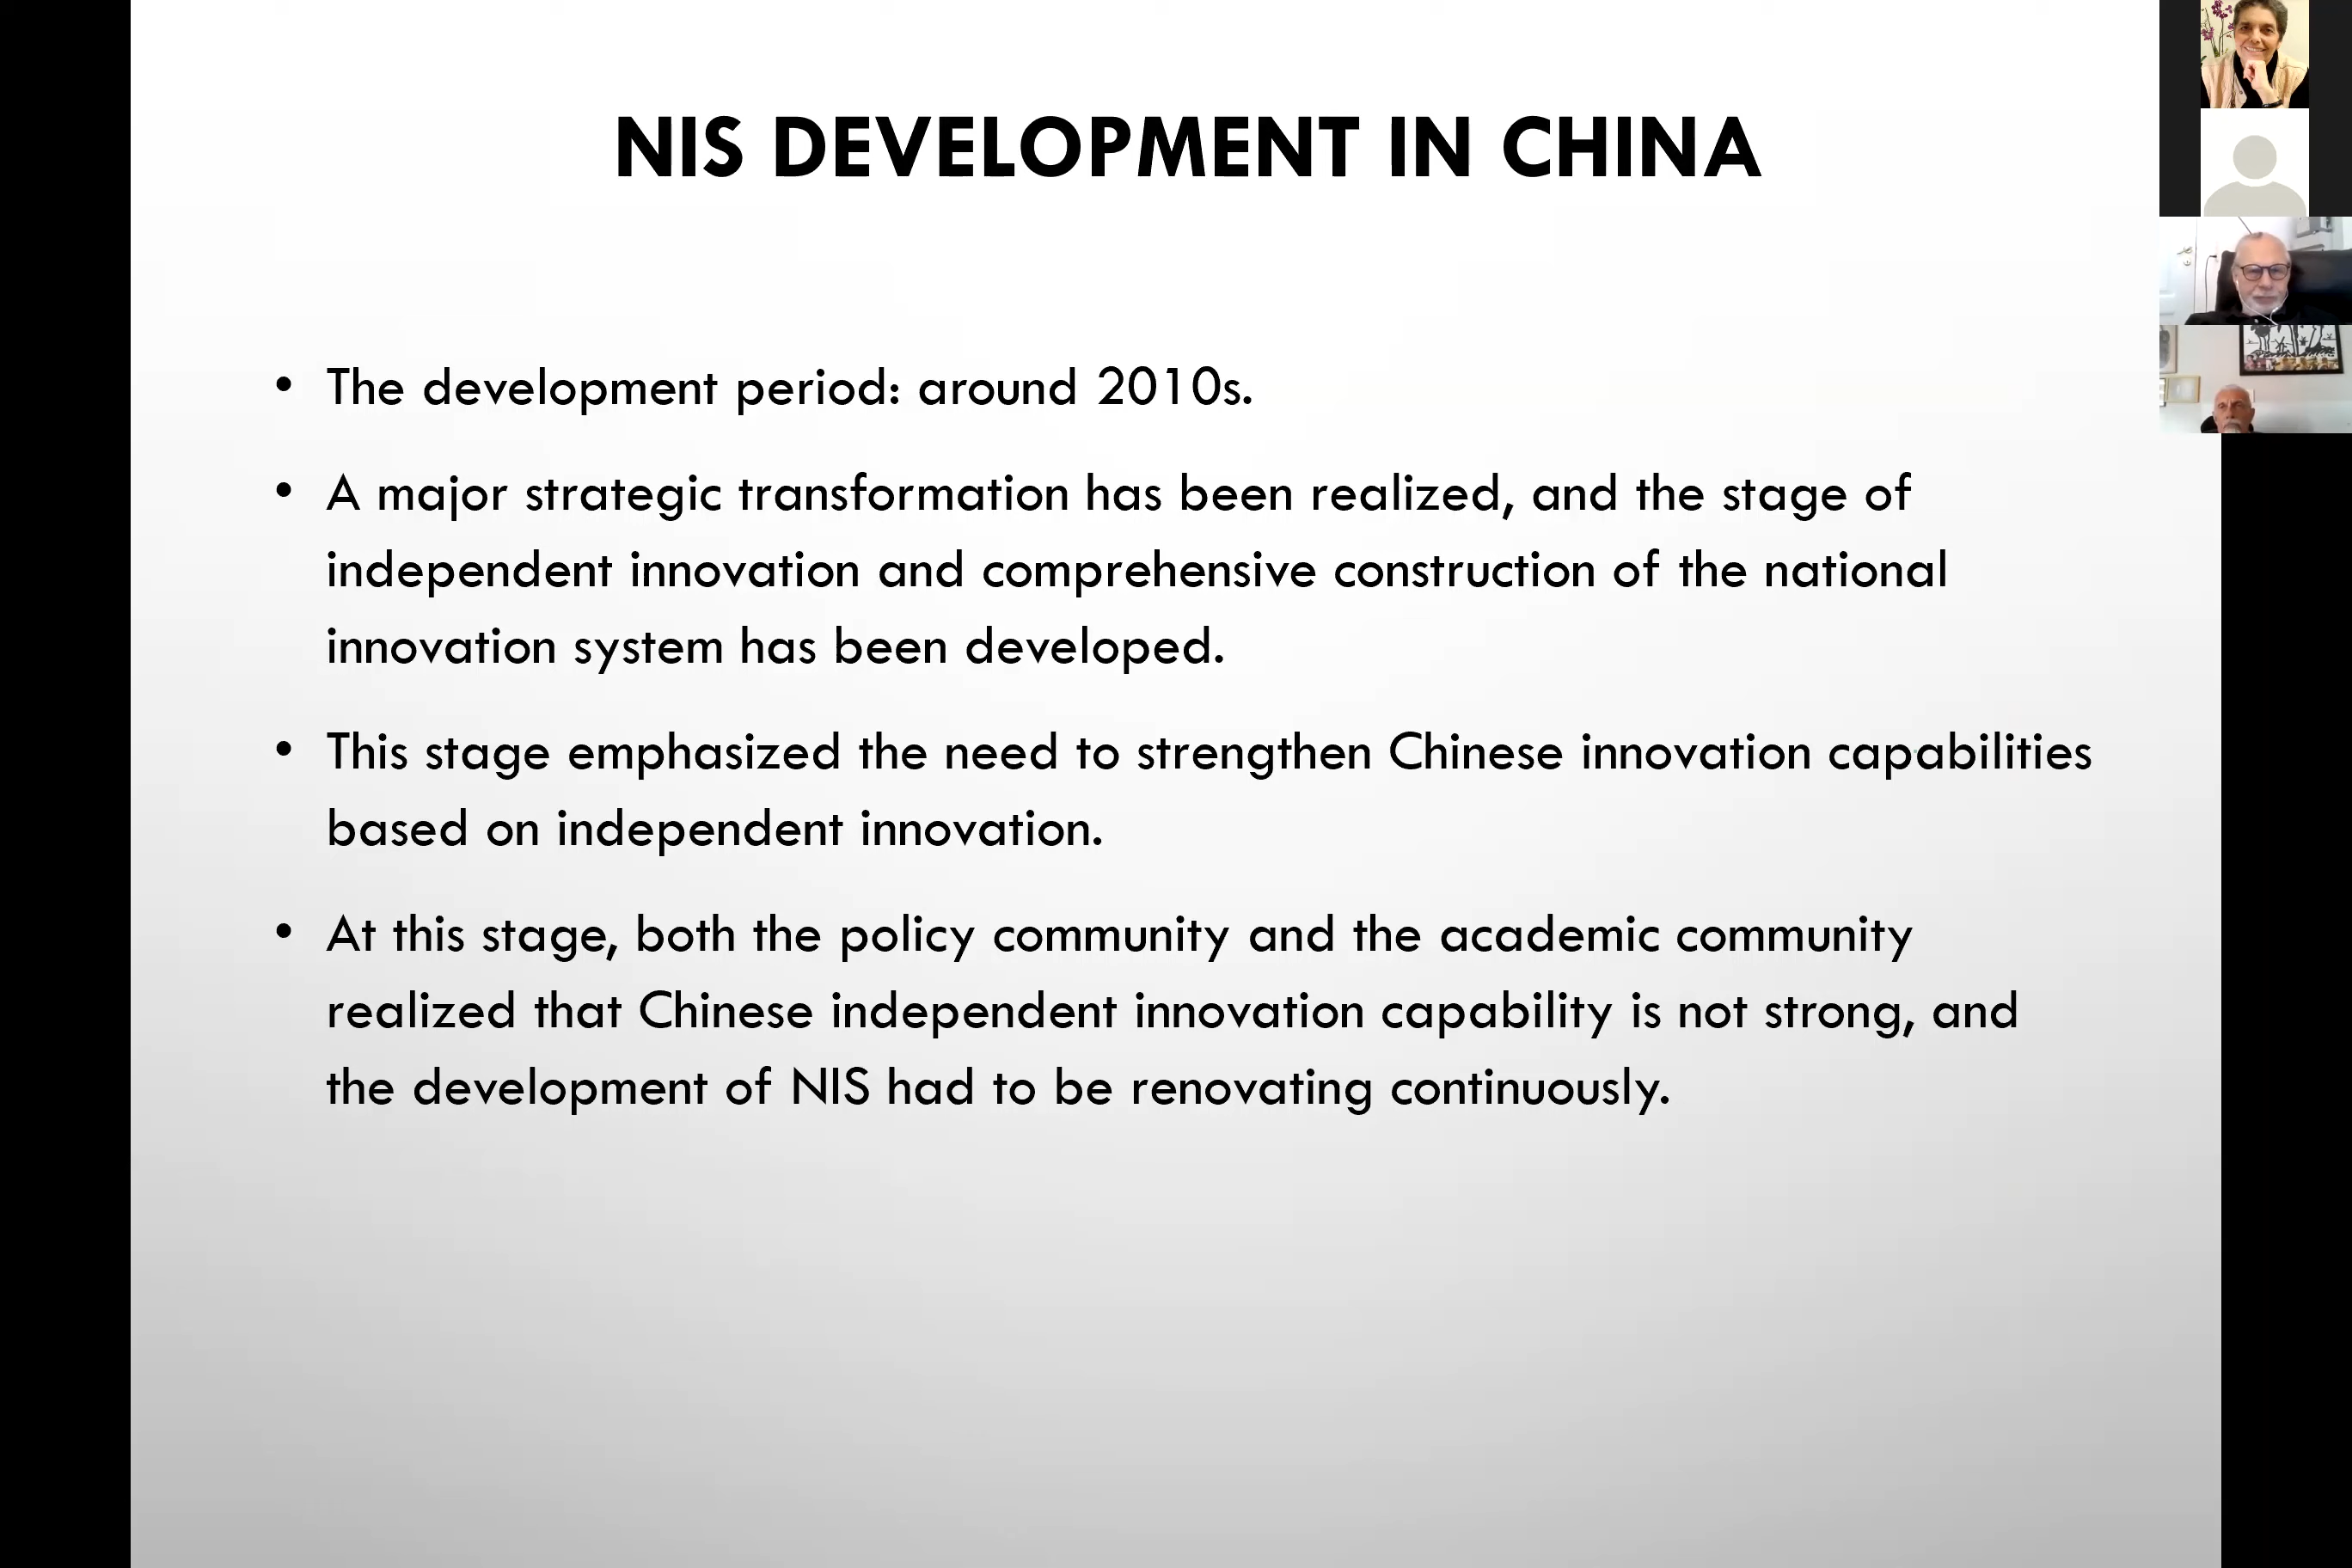 NIS DEVELOPMENT IN CHINA
• The development period: around 2010s.
• A major strategic transformation has been realized, and the stage of
independent innovation and comprehensive construction of the national
innovation system has been developed.
• This stage emphasized the need to strengthen Chinese innovation capabilities
based on independent innovation.
• At this stage, both the policy community and the academic community
realized that Chinese independent innovation capability is not strong, and
the development of NIS had to be renovating continuously.